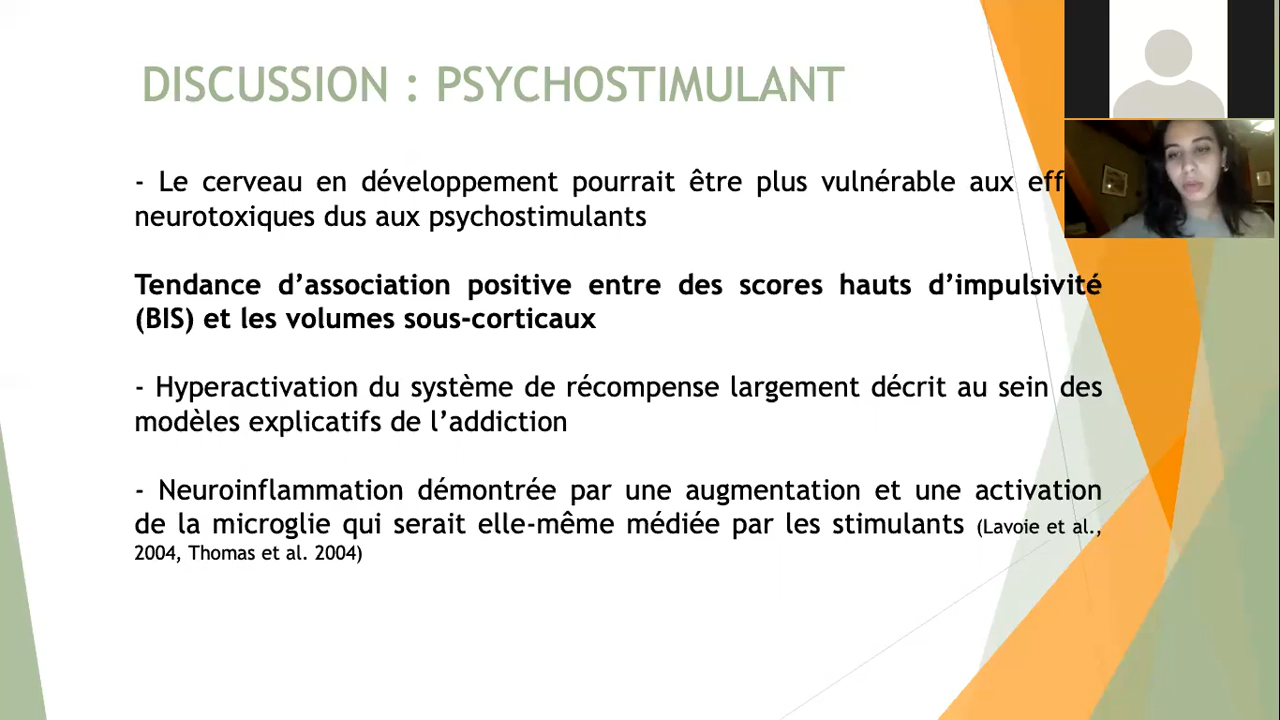 DISCUSSION : PSYCHOSTIMULANT
- Le cerveau en développement pourrait être plus vulnérable aux
neurotoxiques dus aux psychostimulants
Tendance d’association positive entre des scores hauts d’impulsivité
(BIS) et les volumes sous-corticaux
- Hyperactivation du système de récompense largement décrit au sein des
modèles explicatifs de l’addiction
- Neuroinflammation démontrée par une augmentation et une activation
de la microglie qui serait elle-même médiée par les stimulants (Lavoie et al.,
2004, Thomas et al. 2004)